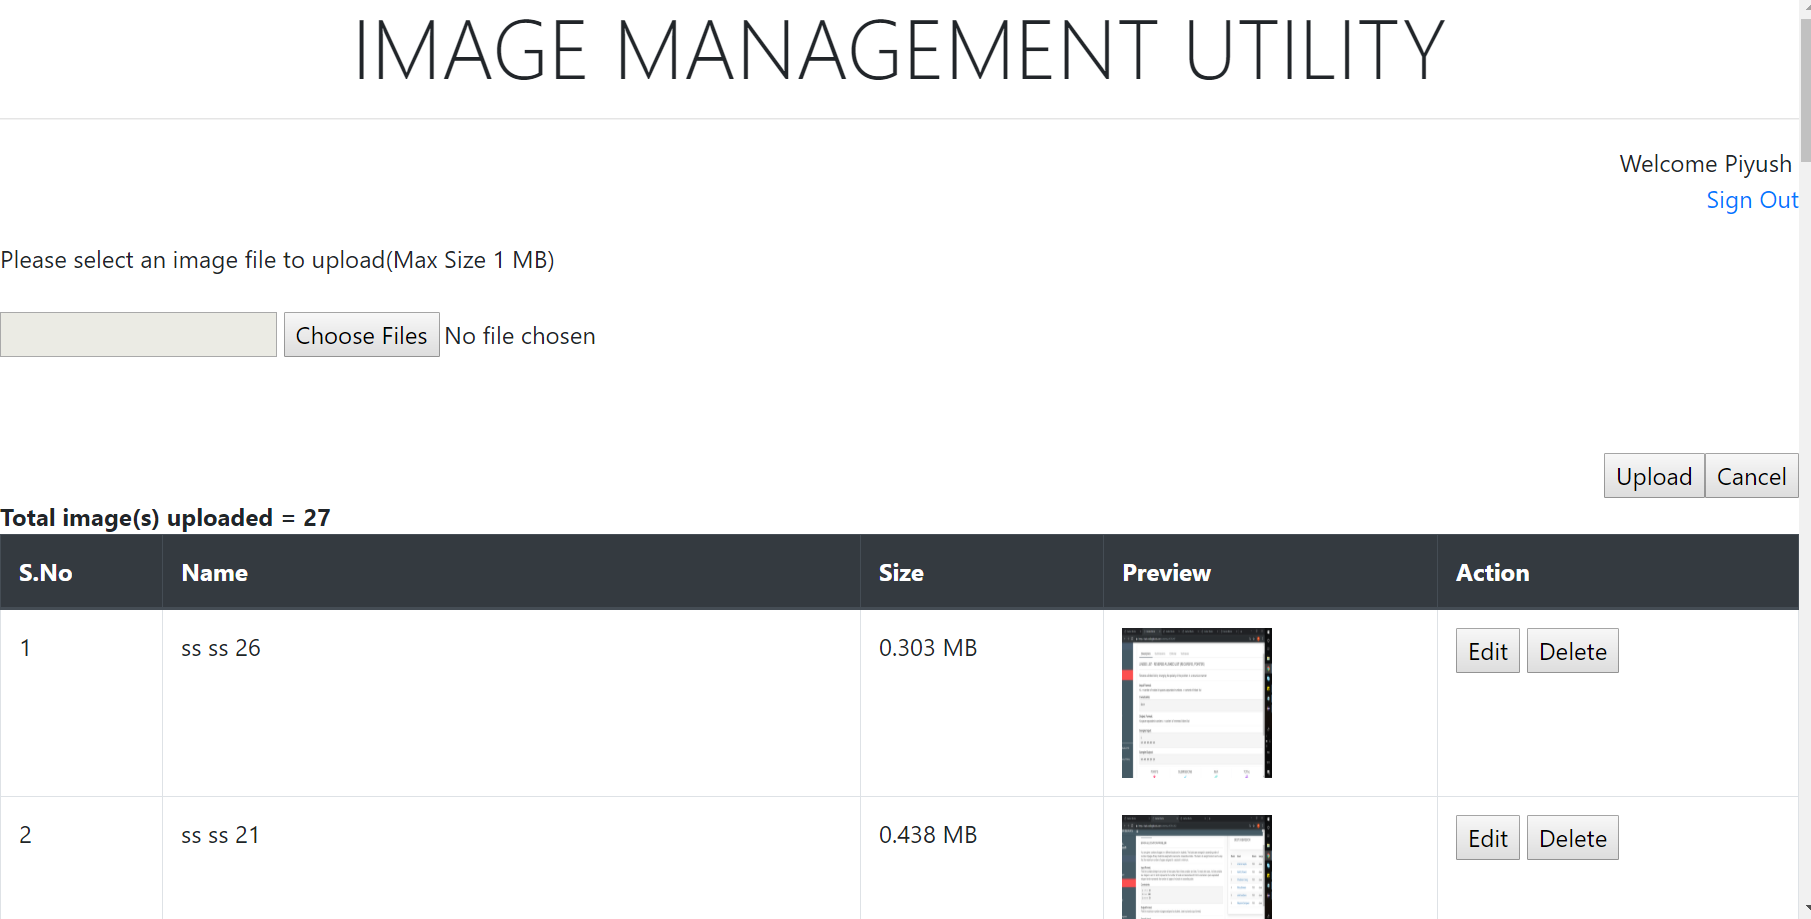 IMAGE MANAGEMENT UTILITY
Welcome Piyush
Sign Out
Please select an image file to upload(Max Size 1 MB)
Choose Files No file chosen
Upload Cancel
Total image(s) uploaded = 27
S.No Name Size Preview Action
1 ss ss 26 0.303 MB Edit Delete
2 ss ss 21 0.438 MB Edit Delete